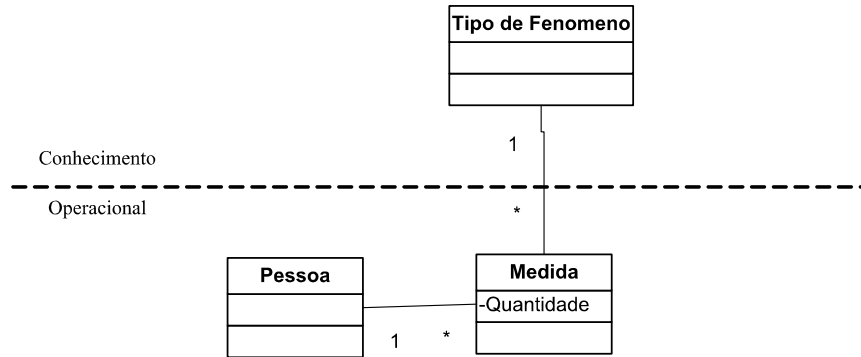 Tipo de Fenomeno
1
Conhecimento
Operacional
*
Pessoa
Medida
-Quantidade
1
*